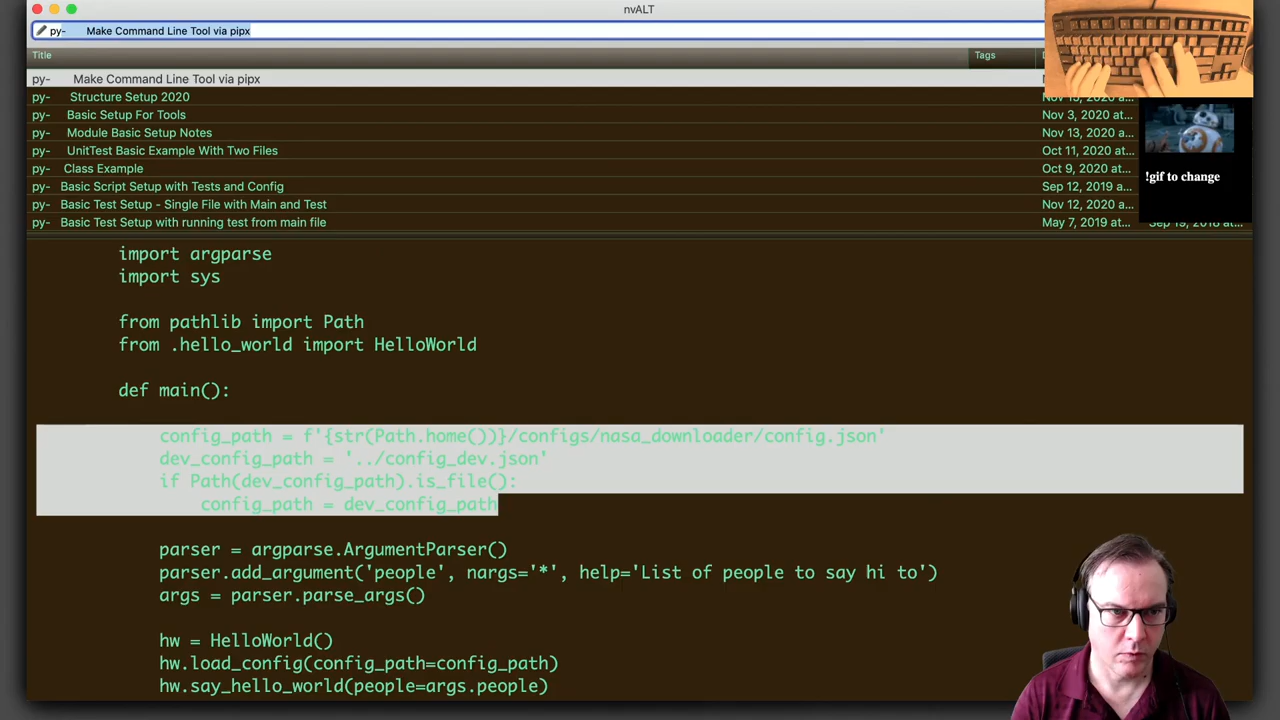 nvALT
py- Make Command Line Tool via pipx
Title Tags
py- Make Command Line Tool via pipx
py- Structure Setup 2020
py- Basic Setup For Tools Nov 3, 2020 at...
py- Module Basic Setup Notes Nov 13, 2020 at...
py- UnitTest Basic Example With Two Files Oct 11, 2020 at...
py- Class Example Oct 9, 2020 at...
py- Basic Script Setup with Tests and Config Sep 12, 2019 a...
py- Basic Test Setup - Single File with Main and Test Nov 12, 2020 at...
py- Basic Test Setup with running test from main file May 7, 2019 at...
!gif to change
import argparse
import sys
from pathlib import Path
from .hello_world import HelloWorld
def main():
config_path = f'{str(Path.home())}/configs/nasa_downloader/config.json'
dev_config_path = '../config_dev.json'
if Path(dev_config_path).is_file():
config_path = dev_config_path
parser = argparse.ArgumentParser()
parser.add_argument('people', nargs='*', help='List of people to say hi to')
args = parser.parse_args()
hw = HelloWorld()
hw.load_config(config_path=config_path)
hw.say_hello_world(people=args.people)